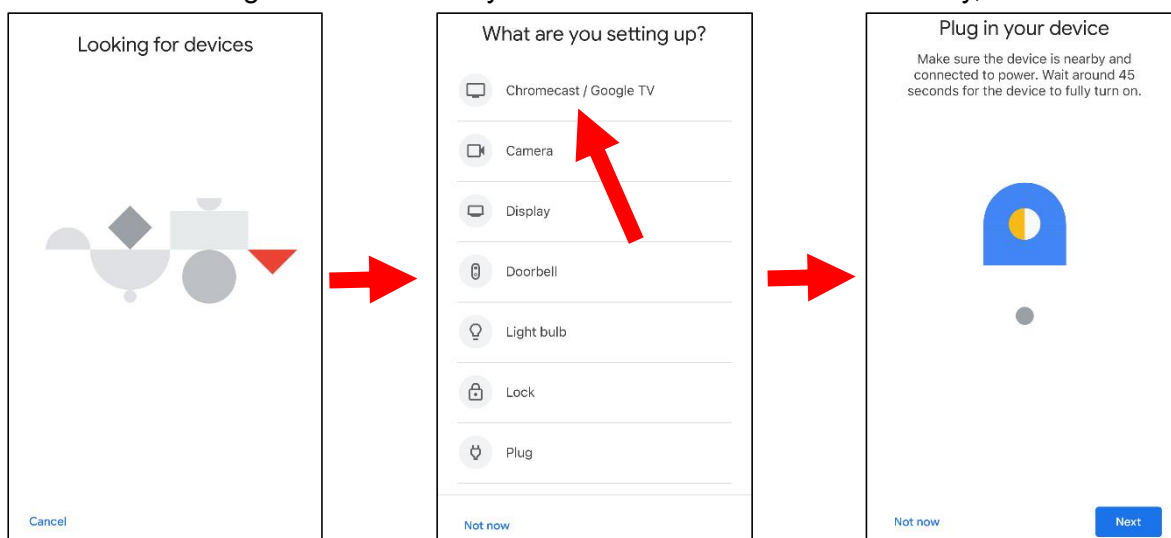 Looking for devices
Cancel
What are you setting up?
Chromecast / Google TV
Camera
Display
Doorbell
Light bulb
Lock
Plug
Not now
Plug in your device
Make sure the device is nearby and
connected to power. Wait around 45
seconds for the device to fully turn on.
Not now
Next